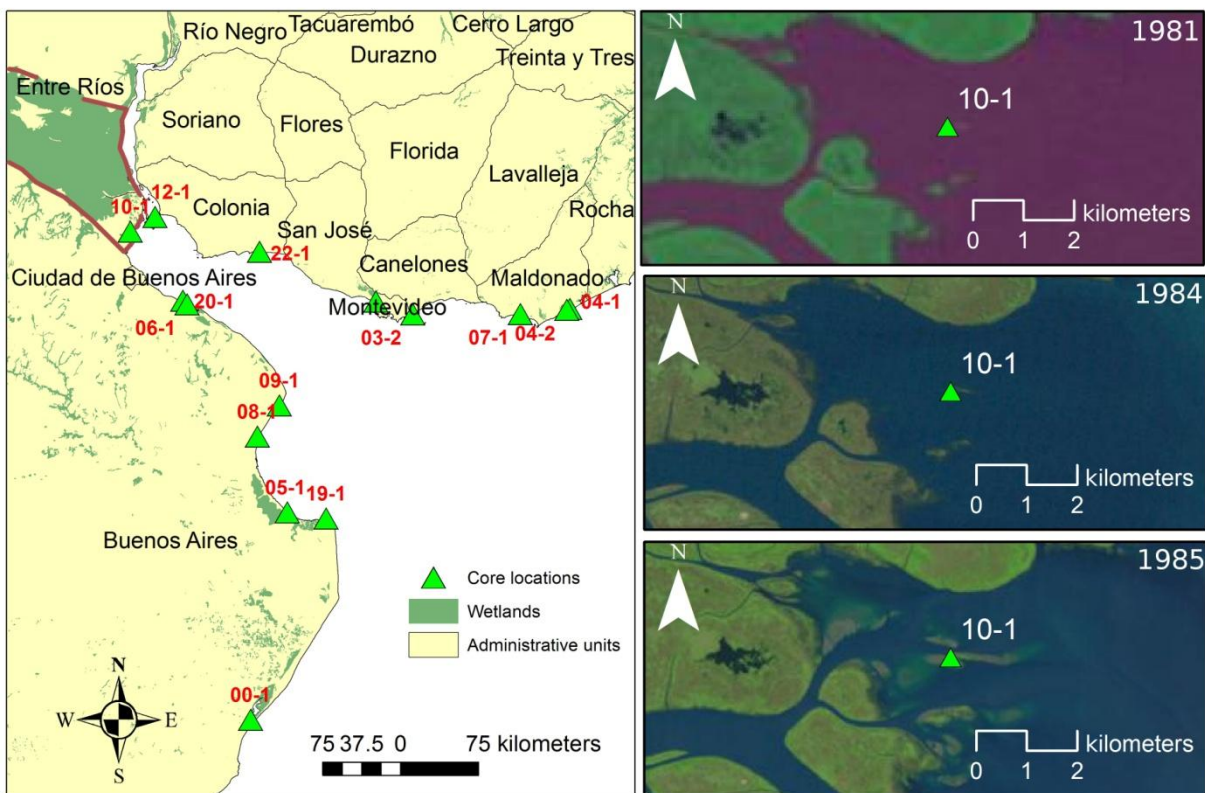 Río Negro
Tacuarembó
Cerro Largo
Durazno
Treinta y Tres
Entre Ríos
Soriano
Flores
Florida
Lavalleja
12-1
10-1
Colonia
Rocha
San José
22-1
Canelones
Ciudad de Buenos Aires
Maldonado
20-1
Montevideo
04-1
06-1
03-2
07-1
04-2
09-1
08-1
05-1
19-1
Buenos Aires
Core locations
Wetlands
Administrative units
00-1
N
W
E
S
75 37.5 0 75 kilometers
N
1981
10-1
kilometers
0 1 2
N
1984
10-1
kilometers
0 1 2
N
1985
10-1
kilometers
0 1 2